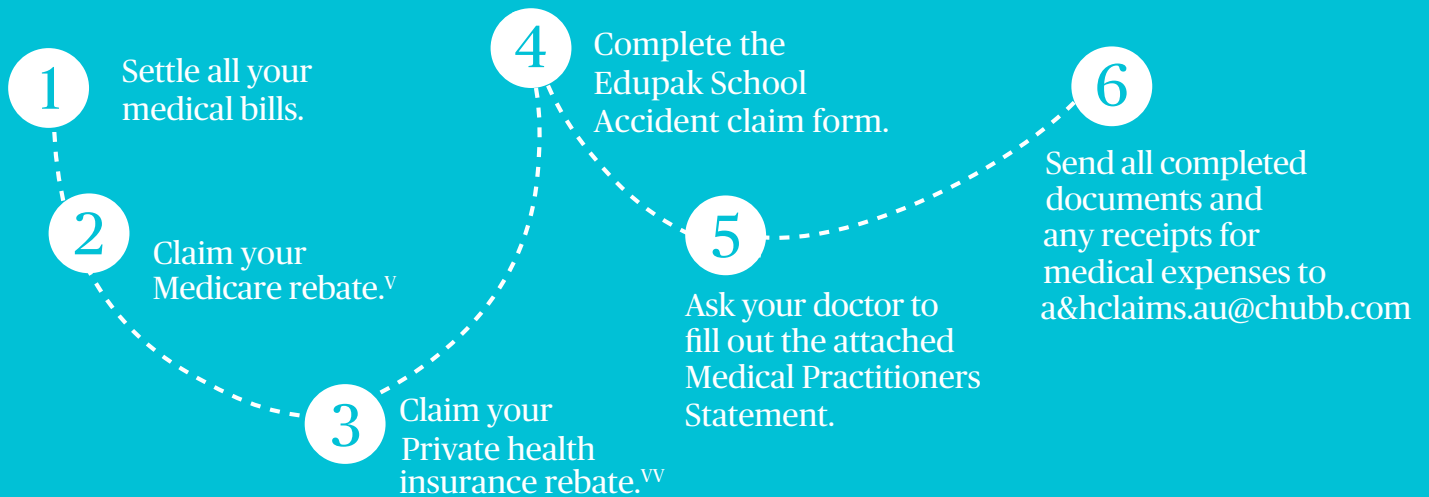 1
Settle all your
medical bills.
2
Claim your
Medicare rebate.V
3
Claim your
Private health
insurance rebate.VV
4
Complete the
Edupak School
Accident claim form.
5
Ask your doctor to
fill out the attached
Medical Practitioners
Statement.
6
Send all completed
documents and
any receipts for
medical expenses to
a&hclaims.au@chubb.com